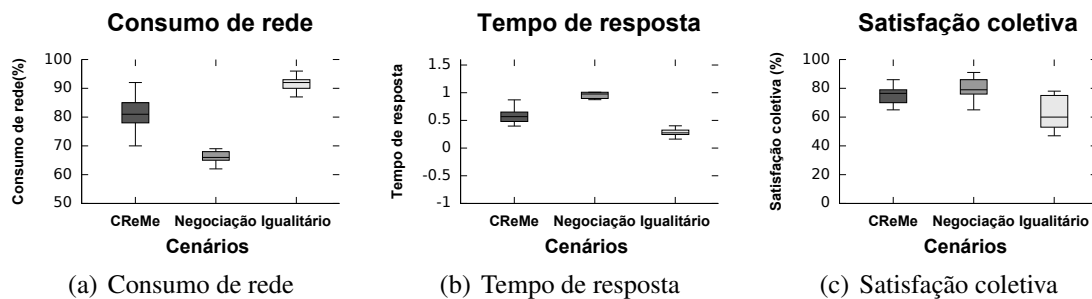 Consumo de rede
Consumo de rede(%)
100
90
80
70
60
50
CReMe Negociação Igualitário
Cenários
(a) Consumo de rede
Tempo de resposta
Tempo de resposta
1.5
1
0.5
0
-0.5
-1
CReMe Negociação Igualitário
Cenários
(b) Tempo de resposta
Satisfação coletiva
Satisfação coletiva (%)
100
80
60
40
20
0
CReMe Negociação Igualitário
Cenários
(c) Satisfação coletiva